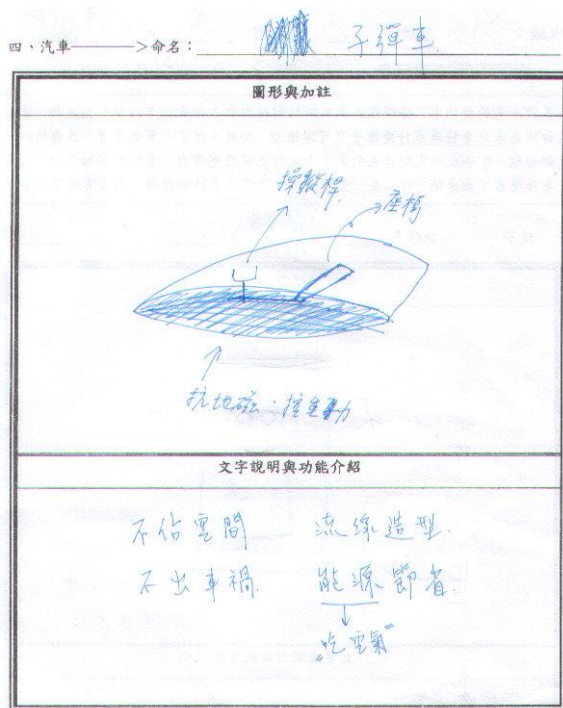 四、汽車————>命名：子彈車
圖形與加註
操縱桿
座椅
抗地磁、控重力
文字說明與功能介紹
不佔空間 流線造型
不出車禍 能源節省
"吃空氣"